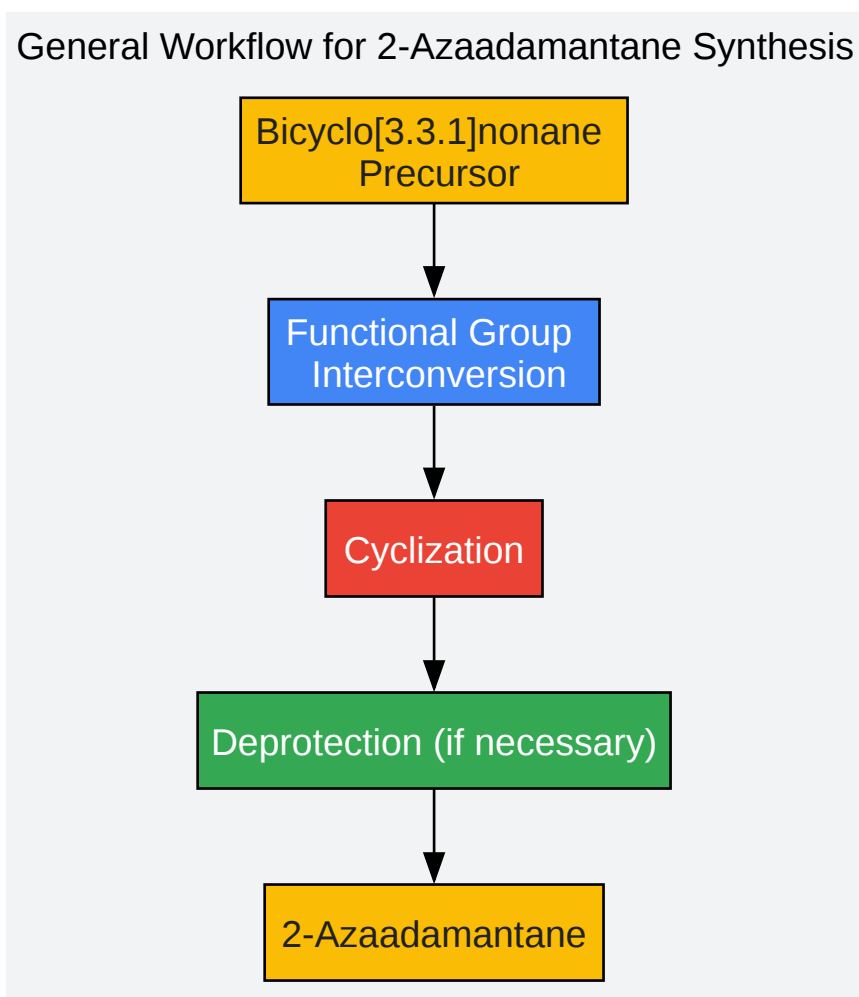 General Workflow for 2-Azaadamantane Synthesis
Bicyclo[3.3.1]nonane
Precursor
Functional Group
Interconversion
Cyclization
Deprotection (if necessary)
2-Azaadamantane